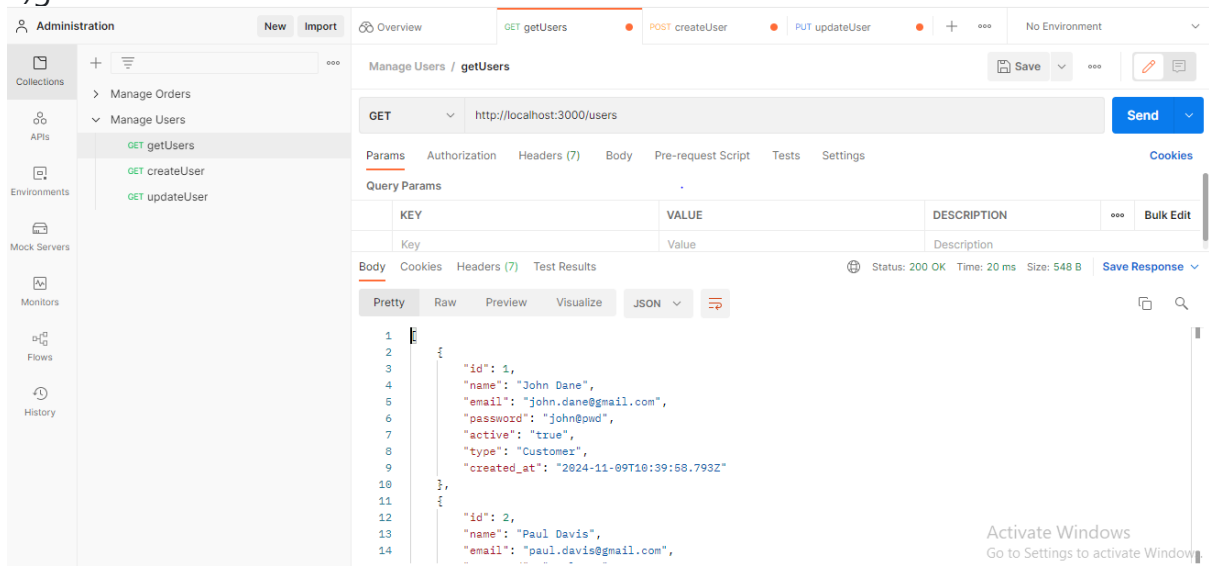 Administration New Import Overview GET getUsers POST createUser PUT updateUser + ooo No Environment
Collections
APIs
Environments
Mock Servers
Monitors
Flows
History
+ ooo
> Manage Orders
Manage Users
GET getUsers
GET createUser
GET updateUser
Manage Users / getUsers Save ooo
GET http://localhost:3000/users Send
Params Authorization Headers (7) Body Pre-request Script Tests Settings Cookies
Query Params
KEY VALUE DESCRIPTION ooo Bulk Edit
Key Value Description
Body Cookies Headers (7) Test Results Status: 200 OK Time: 20 ms Size: 548 B Save Response
Pretty Raw Preview Visualize JSON
1 [
2 {
3 "id": 1,
4 "name": "John Dane",
5 "email": "john.dane@gmail.com",
6 "password": "john@pwd",
7 "active": "true",
8 "type": "Customer",
9 "created_at": "2024-11-09T10:39:58.793Z"
10 },
11 {
12 "id": 2,
13 "name": "Paul Davis",
14 "email": "paul.davis@gmail.com",
Activate Windows
Go to Settings to activate Windows.